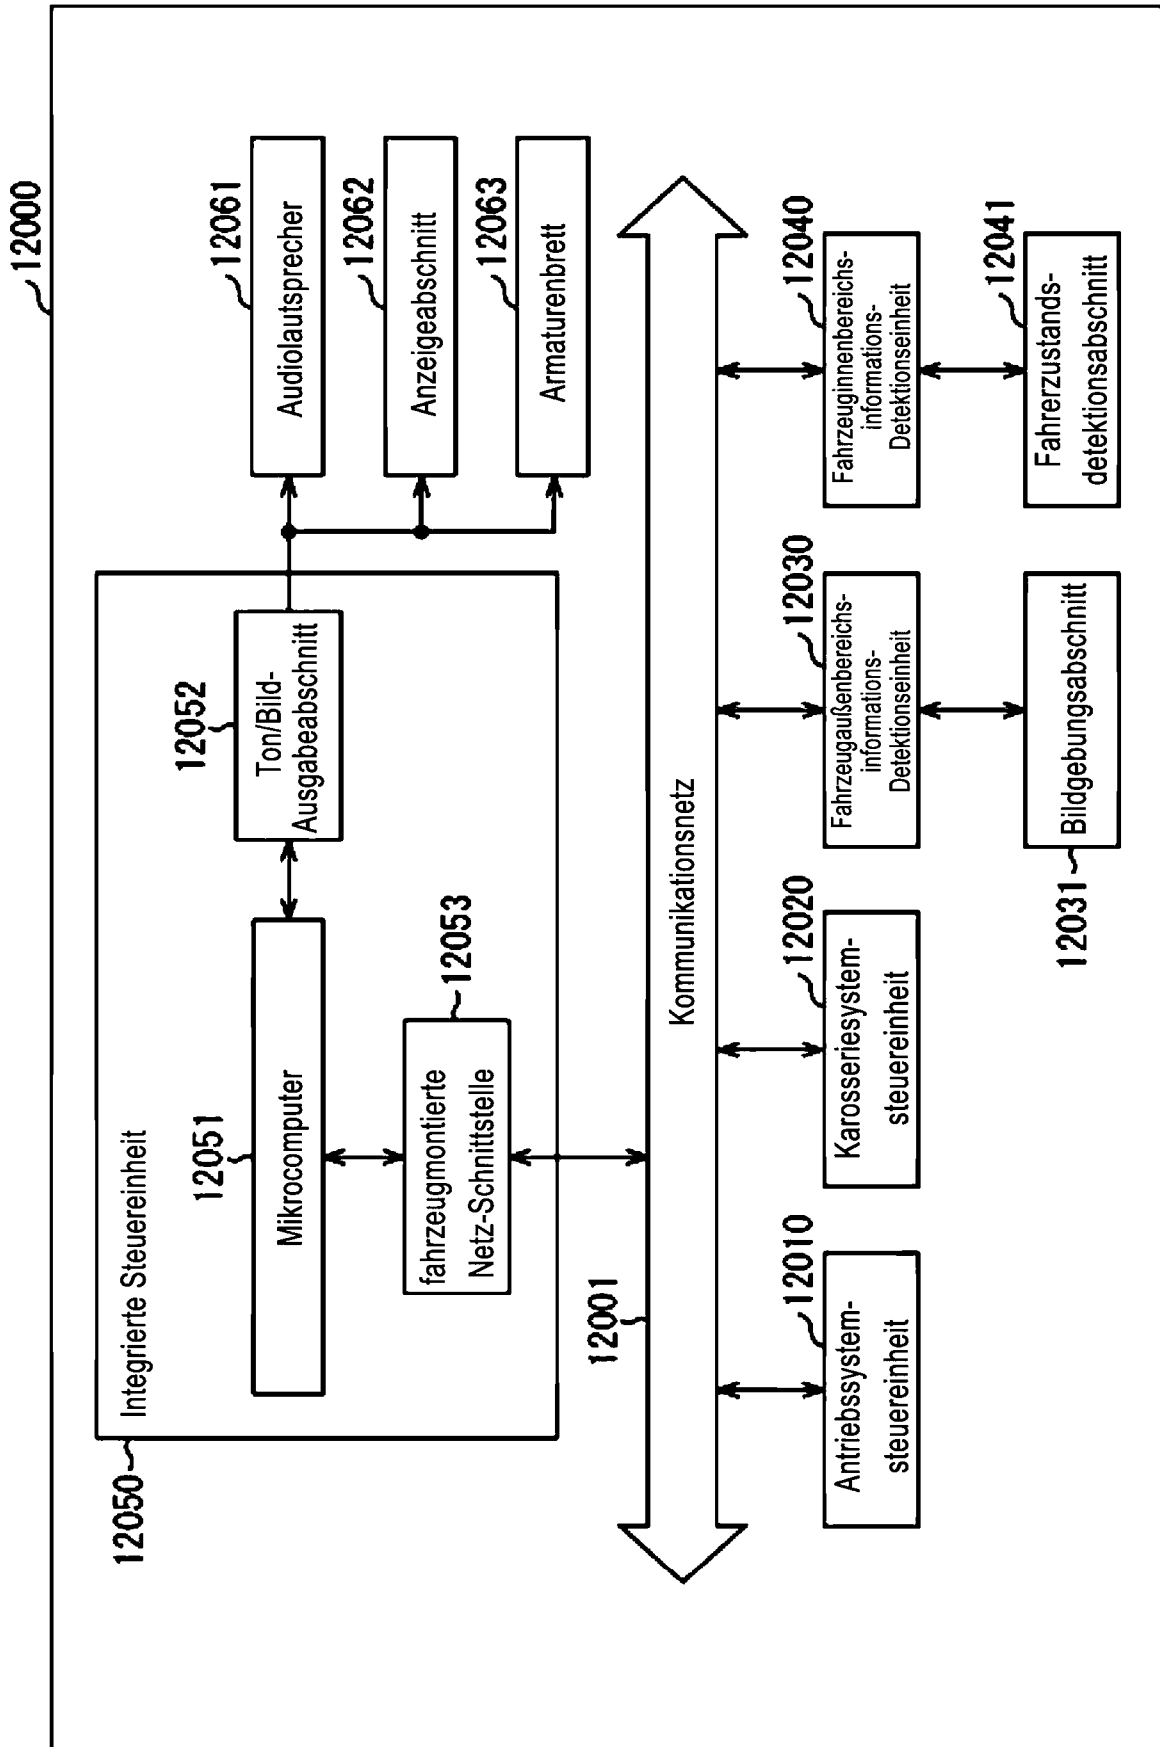 12000
12050
Integrierte Steuereinheit
12051
Mikrocomputer
12052
Ton/Bild-
Ausgabeabschnitt
12053
fahrzeugmontierte
Netz-Schnittstelle
12061
Audiolautsprecher
12062
Anzeigeabschnitt
12063
Armaturenbrett
12001
Kommunikationsnetz
12010
Antriebssystem-
steuereinheit
12020
Karosseriesystem-
steuereinheit
12030
Fahrzeugaußenbereichs-
informations-
Detektionseinheit
12040
Fahrzeuginnenbereichs-
informations-
Detektionseinheit
12031
Bildgebungsabschnitt
12041
Fahrerzustands-
detektionsabschnitt